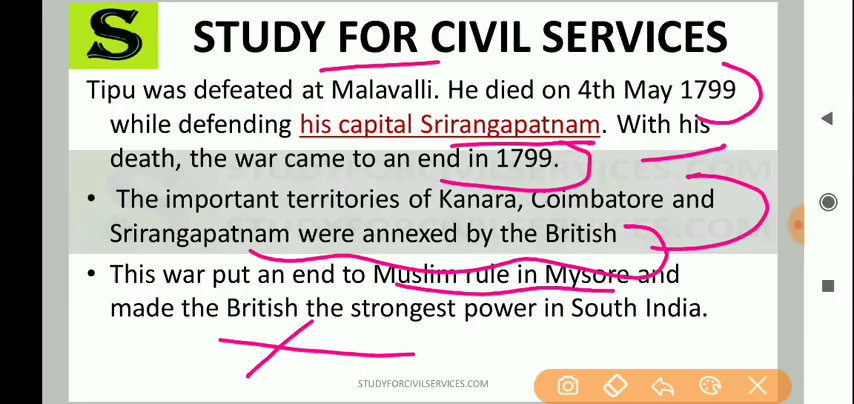 S STUDY FOR CIVIL SERVICES
Tipu was defeated at Malavalli. He died on 4th May 1799
while defending his capital Srirangapatnam. With his
death, the war came to an end in 1799.
• The important territories of Kanara, Coimbatore and
Srirangapatnam were annexed by the British
• This war put an end to Muslim rule in Mysore and
made the British the strongest power in South India.
STUDYFORCIVILSERVICES.COM